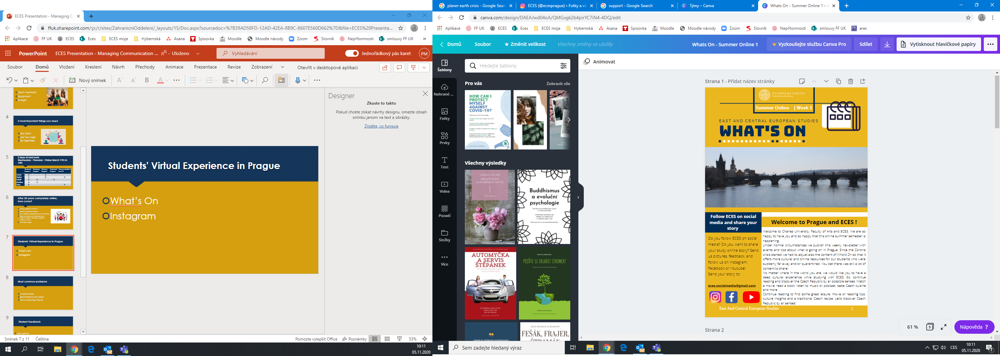 ECES Presentation - Managing C
ffuk.sharepoint.com/:p:/r/sites/ZahranicniOddeleni/_layouts/15/Doc.aspx?sourcedoc=%7B39AD58FD-12AD-42EA-8B9C-8607E560D662%7D&file=ECES%20Presenta...
Aplikace FF UK ECES Eces ECES moje Hybernská Asana Spisovka Moodle Moodle návody Zoom Slovník Nepřítomnosti smlouvy FF UK »
PowerPoint ECES Presentation - Managing Communication ... - Uloženo Vyhledávání Jednořádkový pás karet PM
Soubor Domů Vložení Kreslení Návrh Přechody Animace Prezentace Revize Zobrazení Otevřít v desktopové aplikaci
Nový snímek
Team members
Equipment
Budget
4
3 most important things you need
Stay Calm
Use Your Logic
Be Organized
5
3 days of hard work
Wednesday – Thursday – Friday March 11th to
13th
6
After 30 years completely online,
how come?
7
Students' Virtual Experience in Prague
What's On
Instagram
8
Most common problems
Unread emails
Bad timezone conversion
Non-functioning internet
9
Student Feedback
Mostly positive
Students' Virtual Experience in Prague
What's On
Instagram
Designer
Zkuste to takto
Pokud chcete získat návrhy designu, omezte obsah
snímku jenom na text a obrázky.
Zjistěte, co funguje
Snímek 7 z 11 Čeština Pomozte vylepšit Office Poznámky 53%
10:11
05.11.2020
planer earth crisis - Google Searc ECES (@ecesprague) • Fotky a vid support - Google Search Týmy – Canva Whats On - Summer Online 1 –
canva.com/design/DAEAJwd04oA/QMGxgk2b4pirYC7iN4-4DQ/edit
Aplikace FF UK ECES Eces ECES moje Hybernská Asana Spisovka Moodle Moodle návody Zoom Slovník Nepřítomnosti smlouvy FF UK ares
Domů Soubor Změnit velikost Všechny změny se uložily Whats On - Summer Online 1 Vyzkoušejte službu Canva Pro Sdílet Vytisknout hlavičkové papíry
Šablony
Nahrané ...
Fotky
Prvky
Text
Videa
Pozadí
Složky
Více
Hledejte šablony
Pro vás Zobrazit vše
HOW CAN I
PROTECT
MYSELF
AGAINST
COVID-19?
Všechny výsledky
Trendy pro rok 2020
ARANŽOVÁNÍ
SVATEBNÍCH KYTIC
Buddhismus
a evoluční
psychologie
AUTOMYČKA
A SERVIS
ŠTĚPÁNEK
POJĎTE SI ZASADIT STROMEK!
BUĎ PRUDCE ELEGANTNÍ
FEŠÁK, FRAJER,
ŠTRAMÁK
Animovat
Strana 1 - Přidat název stránky
FILOZOFICKÁ FAKULTA
Univerzita Karlova
Summer Online | Week 1
EAST AND CENTRAL EUROPEAN STUDIES
WHAT'S ON
Follow ECES on social
media and share your
story
Do you follow ECES on social
media? Do you want to share
your study online story? Send
us pictures, feedback, and
follow us on Instagram,
Facebook or Youtube!
Send your story to:
eces.socialmedia@gmail.com
Welcome to Prague and ECES !
Welcome to Charles University, Faculty of Arts and ECES. We are so
happy to have you and so happy that this online summer semester is
happening.
Under normal circumstances we publish this weekly newsletter with
events and tips about what is going on in Prague. Since the Corona
crisis started we had to adjust also the content of What's On so that it
offers more cultural and online resources for our students who were
suddenly far away and/or quarantined. You bet there was still a lot of
content to share!
No matter where in the world you are, we would like you to have a
deep cultural experience while studying with ECES. So, continue
reading and discover the Czech Republic by all possible senses. Watch
a movie, read a book, listen to music or podcast, taste Czech cuisine
and more ...
Continue reading to find some great leisure, movie or reading tips,
culture insights and a traditional Czech recipe. Let's discover Czech
Republic by all senses!
East And Central European Studies 1
Strana 2
61 % 5 Nápověda ?
Sem zadejte hledaný výraz
CES
10:11
05.11.2020
7